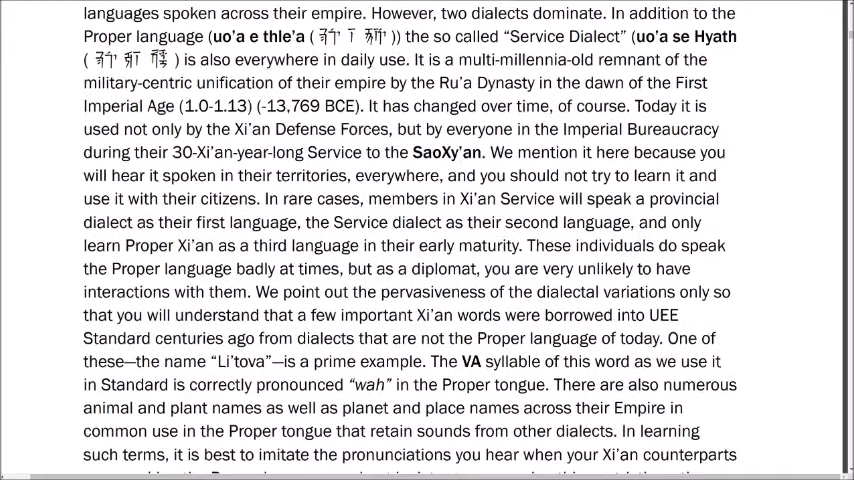 languages spoken across their empire. However, two dialects dominate. In addition to the
Proper language (uo’a e thle’a ( )) the so called “Service Dialect” (uo’a se Hyath
( ) is also everywhere in daily use. It is a multi-millennia-old remnant of the
military-centric unification of their empire by the Ru’a Dynasty in the dawn of the First
Imperial Age (1.0-1.13) (-13,769 BCE). It has changed over time, of course. Today it is
used not only by the Xi’an Defense Forces, but by everyone in the Imperial Bureaucracy
during their 30-Xi’an-year-long Service to the SaoXy’an. We mention it here because you
will hear it spoken in their territories, everywhere, and you should not try to learn it and
use it with their citizens. In rare cases, members in Xi’an Service will speak a provincial
dialect as their first language, the Service dialect as their second language, and only
learn Proper Xi’an as a third language in their early maturity. These individuals do speak
the Proper language badly at times, but as a diplomat, you are very unlikely to have
interactions with them. We point out the pervasiveness of the dialectal variations only so
that you will understand that a few important Xi’an words were borrowed into UEE
Standard centuries ago from dialects that are not the Proper language of today. One of
these—the name “Li’tova”—is a prime example. The VA syllable of this word as we use it
in Standard is correctly pronounced “wah” in the Proper tongue. There are also numerous
animal and plant names as well as planet and place names across their Empire in
common use in the Proper tongue that retain sounds from other dialects. In learning
such terms, it is best to imitate the pronunciations you hear when your Xi’an counterparts